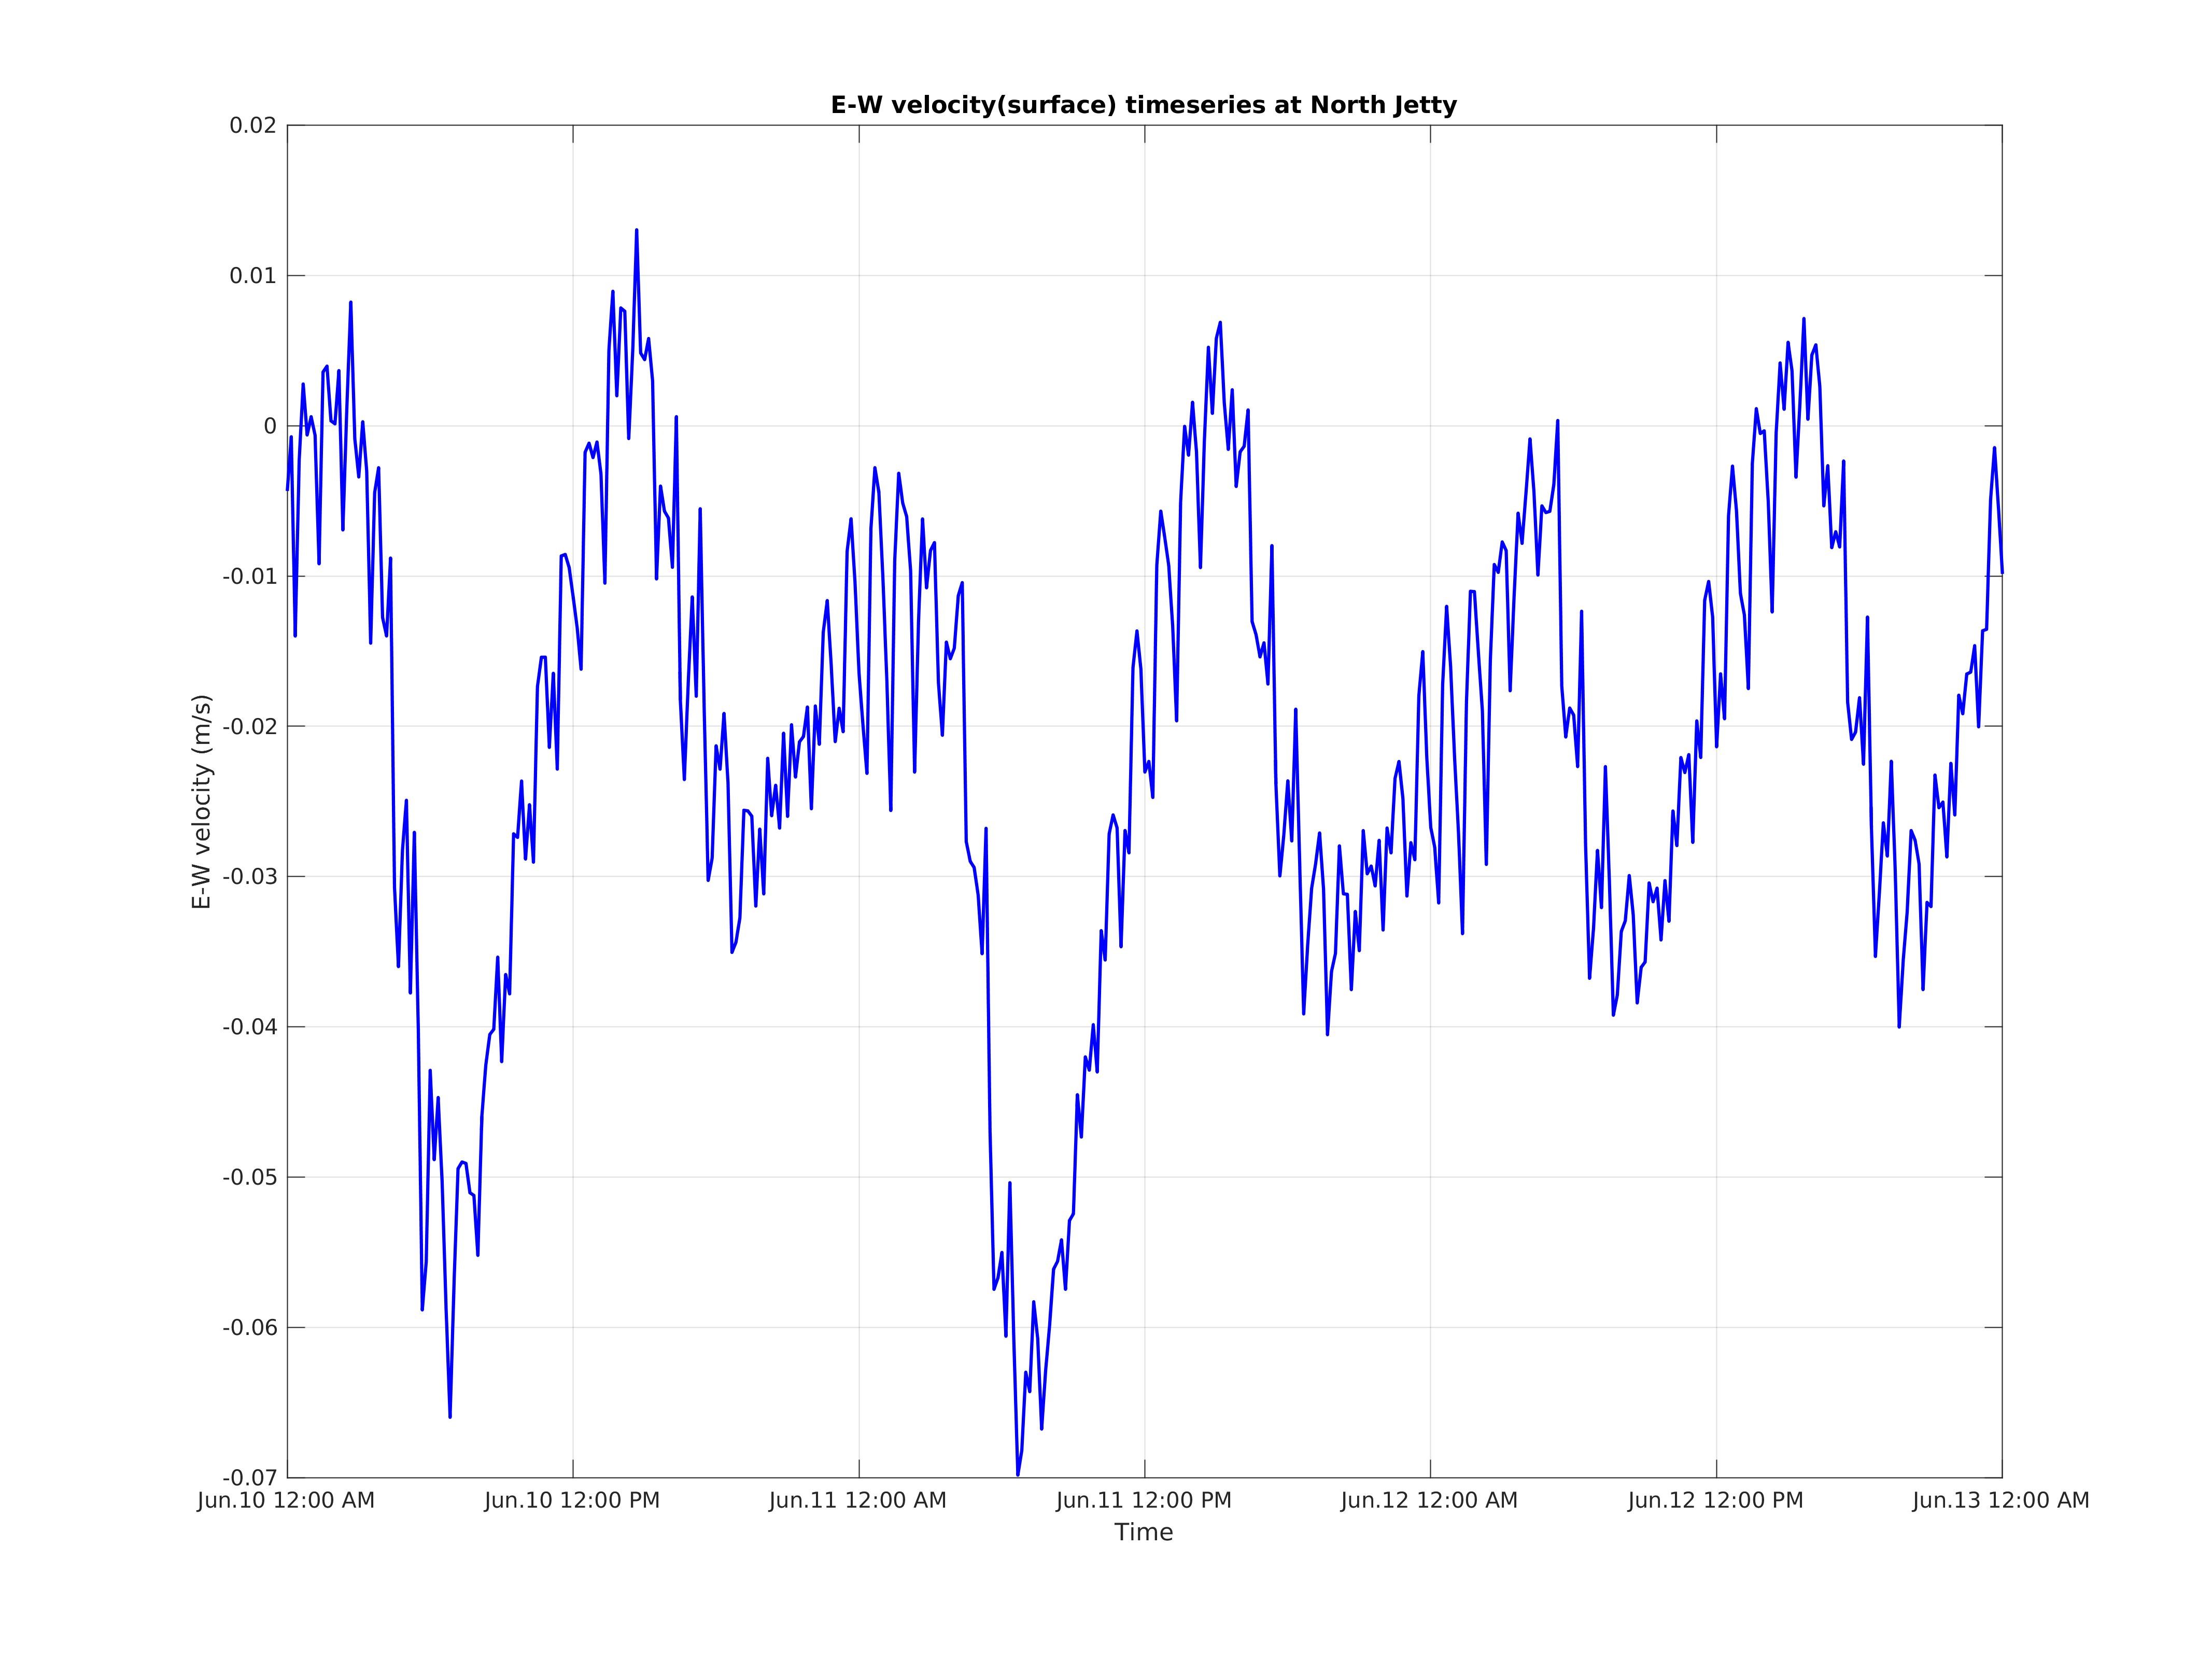 E-W velocity(surface) timeseries at North Jetty
0.02
0.01
0
-0.01
-0.02
-0.03
-0.04
-0.05
-0.06
-0.07
E-W velocity (m/s)
Jun.10 12:00 AM
Jun.10 12:00 PM
Jun.11 12:00 AM
Jun.11 12:00 PM
Jun.12 12:00 AM
Jun.12 12:00 PM
Jun.13 12:00 AM
Time